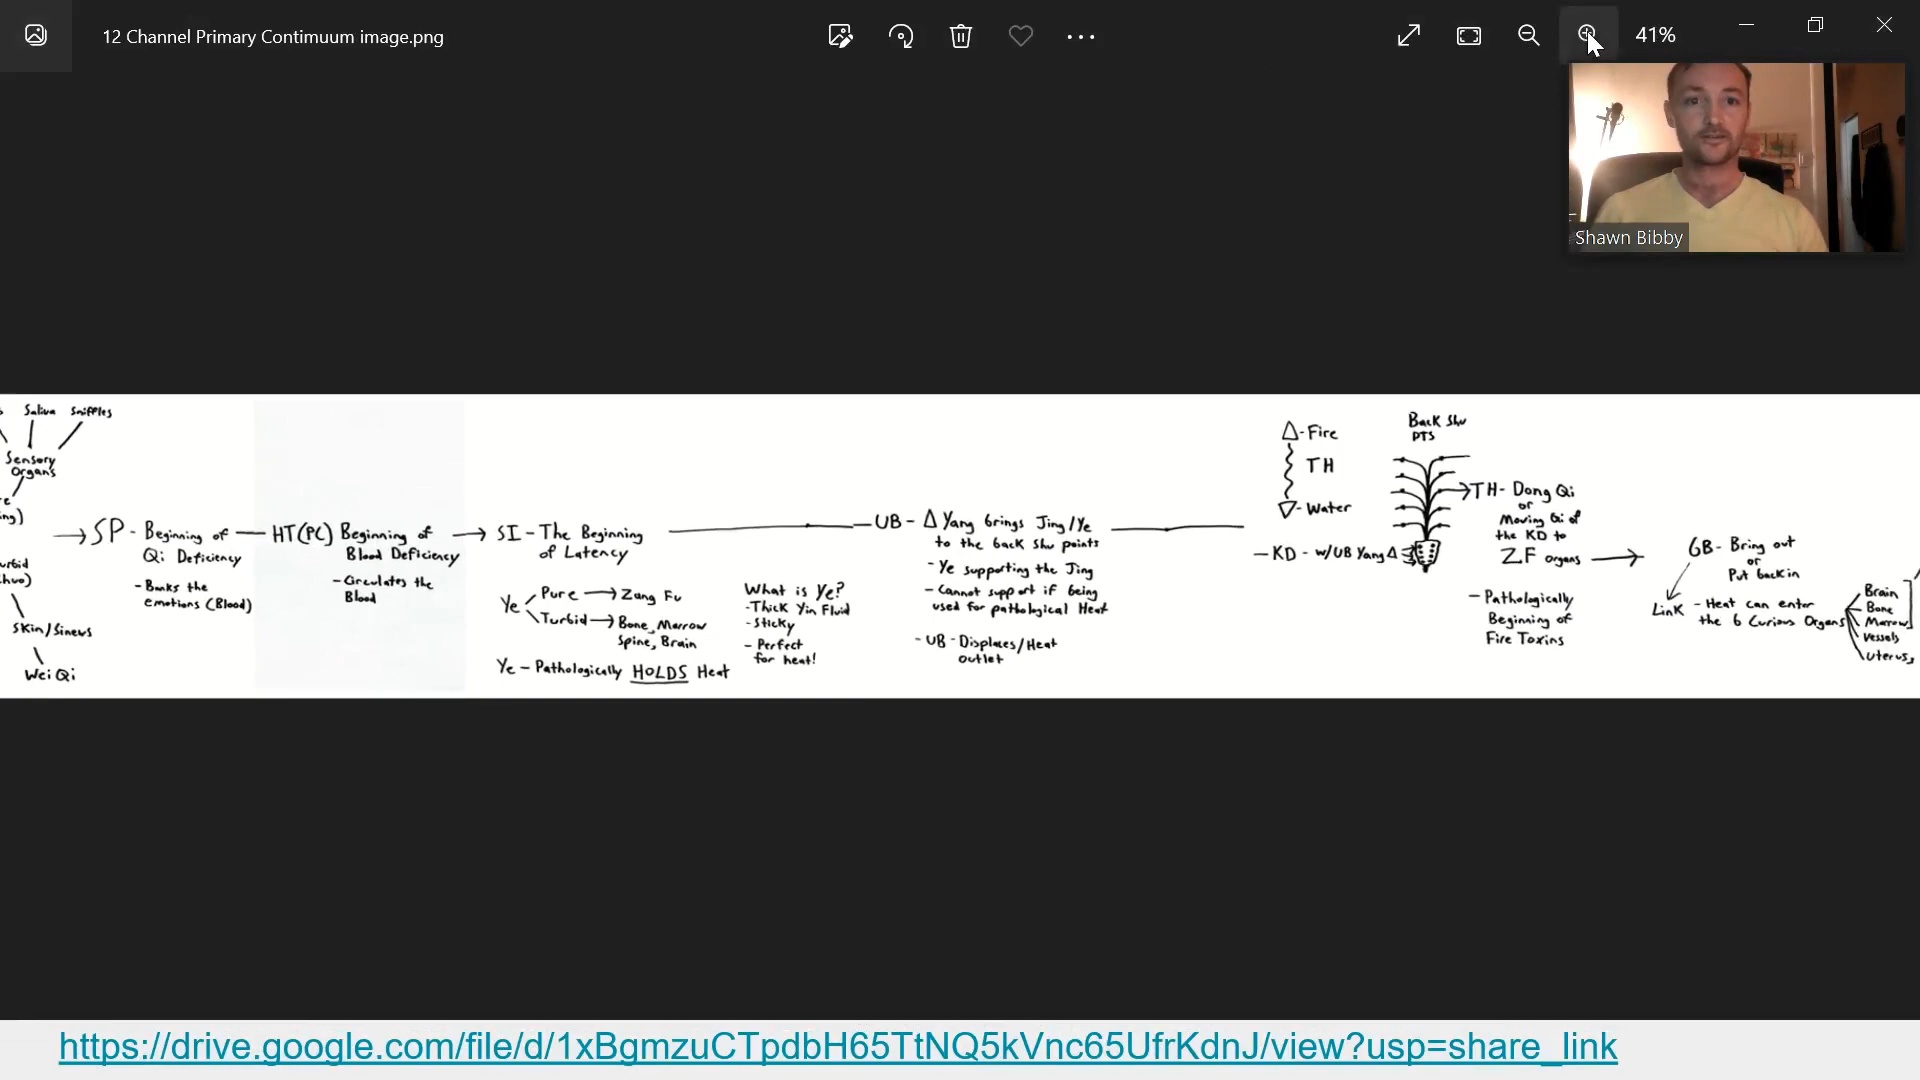 12 Channel Primary Contimuum image.png
41%
Shawn Bibby
Saliva Sniffles
Sensory
Organs
ng)
urbid
huo)
Skin/Sinews
Wei Qi
SP - Beginning of
Qi Deficiency
- Banks the
emotions (Blood)
HT(PC) Beginning of
Blood Deficiency
- Circulates the
Blood
SI - The Beginning
of Latency
Ye
Pure → Zang Fu
Turbid → Bone, Marrow
Spine, Brain
Ye - Pathologically HOLDS Heat
What is Ye?
- Thick Yin Fluid
- Sticky
- Perfect
for heat!
UB - Δ Yang brings Jing/Ye
to the back shu points
- Ye supporting the Jing
- Cannot support if being
used for pathological Heat
- UB - Displaces/Heat
outlet
Δ - Fire
TH
∇ - Water
- KD - w/UB Yang Δ
Back Shu
PTS
TH - Dong Qi
or
Moving Qi of
the KD to
ZF organs
- Pathologically
Beginning of
Fire Toxins
GB - Bring out
or
Put back in
Link - Heat can enter
the 6 Curious Organs
Brain
Bone
Marrow
Vessels
Uterus
https://drive.google.com/file/d/1xBgmzuCTpdbH65TtNQ5kVnc65UfrKdnJ/view?usp=share_link